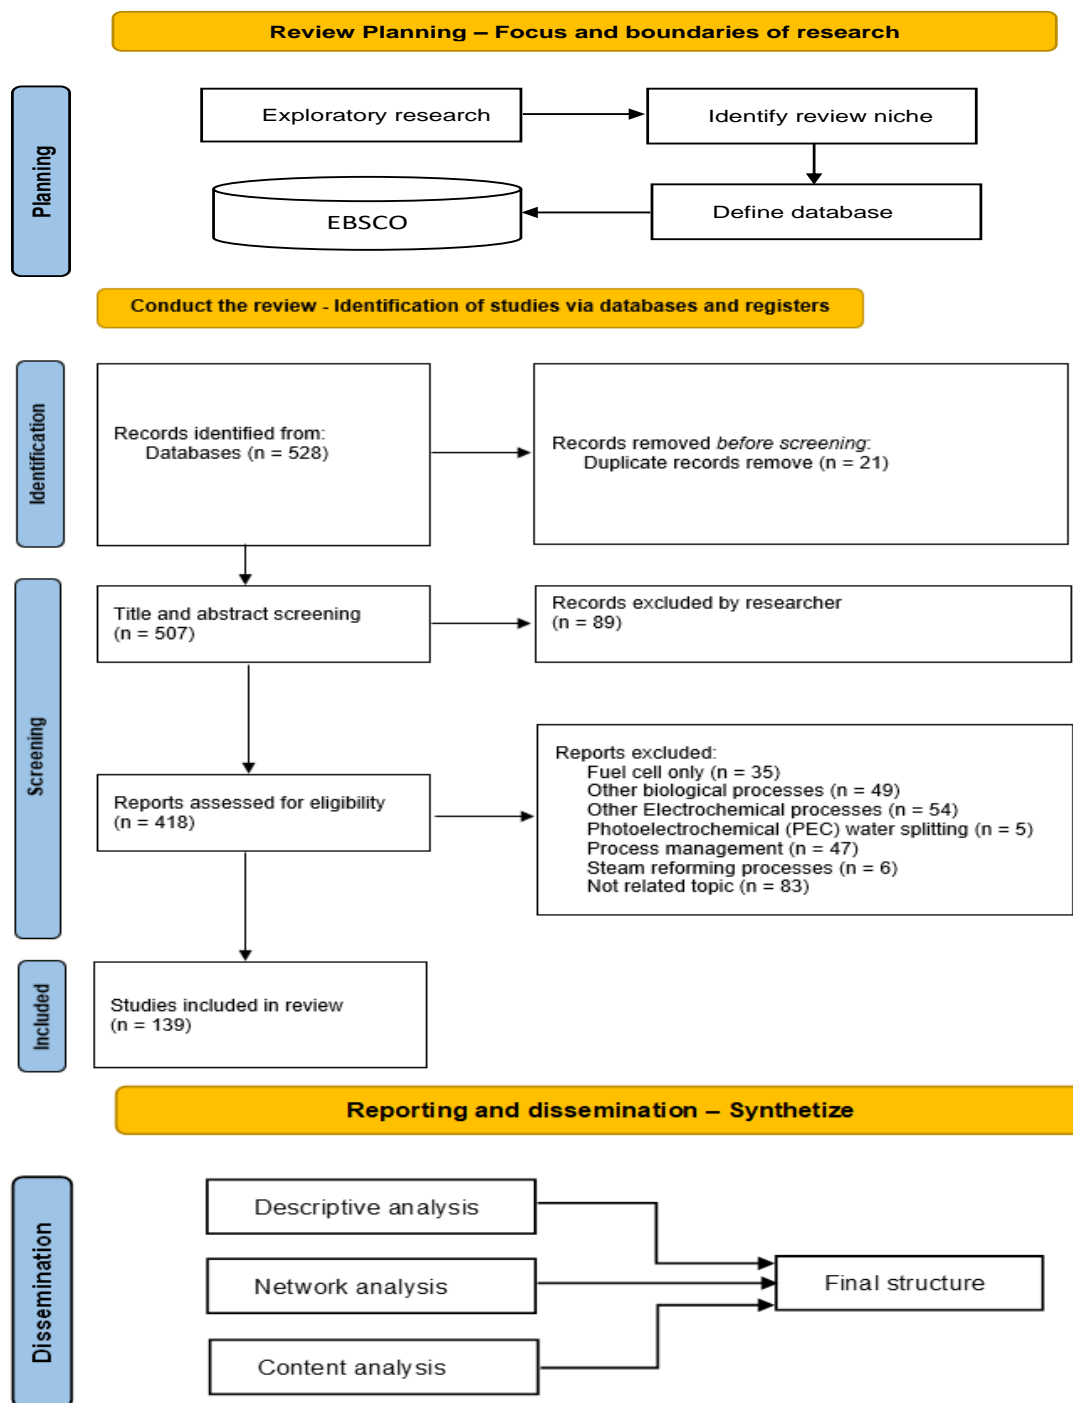 Review Planning – Focus and boundaries of research
Planning
Exploratory research
Identify review niche
Define database
EBSCO
Conduct the review - Identification of studies via databases and registers
Identification
Records identified from:
Databases (n = 528)
Records removed before screening:
Duplicate records remove (n = 21)
Screening
Title and abstract screening
(n = 507)
Records excluded by researcher
(n = 89)
Reports assessed for eligibility
(n = 418)
Reports excluded:
Fuel cell only (n = 35)
Other biological processes (n = 49)
Other Electrochemical processes (n = 54)
Photoelectrochemical (PEC) water splitting (n = 5)
Process management (n = 47)
Steam reforming processes (n = 6)
Not related topic (n = 83)
Included
Studies included in review
(n = 139)
Reporting and dissemination – Synthetize
Dissemination
Descriptive analysis
Network analysis
Content analysis
Final structure